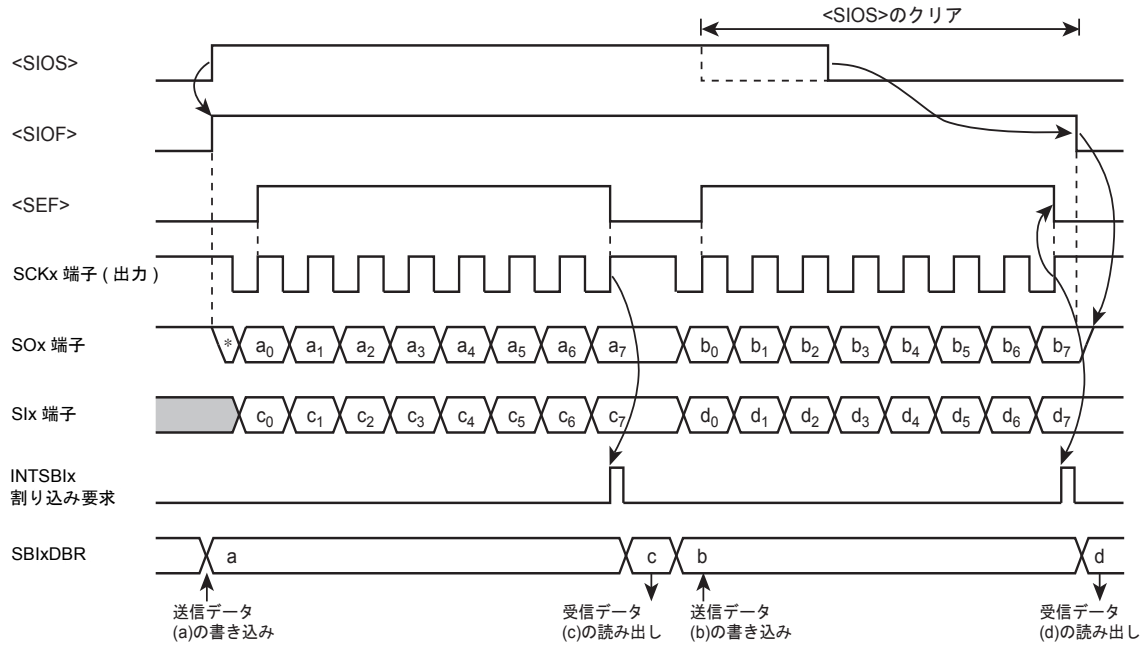 <SIOS>のクリア
<SIOS>
<SIOF>
<SEF>
SCKx 端子 ( 出力 )
SOx 端子
* a0 a1 a2 a3 a4 a5 a6 a7 b0 b1 b2 b3 b4 b5 b6 b7
SIx 端子
c0 c1 c2 c3 c4 c5 c6 c7 d0 d1 d2 d3 d4 d5 d6 d7
INTSBIx
割り込み要求
SBIxDBR
a c b d
送信データ
(a)の書き込み
受信データ
(c)の読み出し
送信データ
(b)の書き込み
受信データ
(d)の読み出し